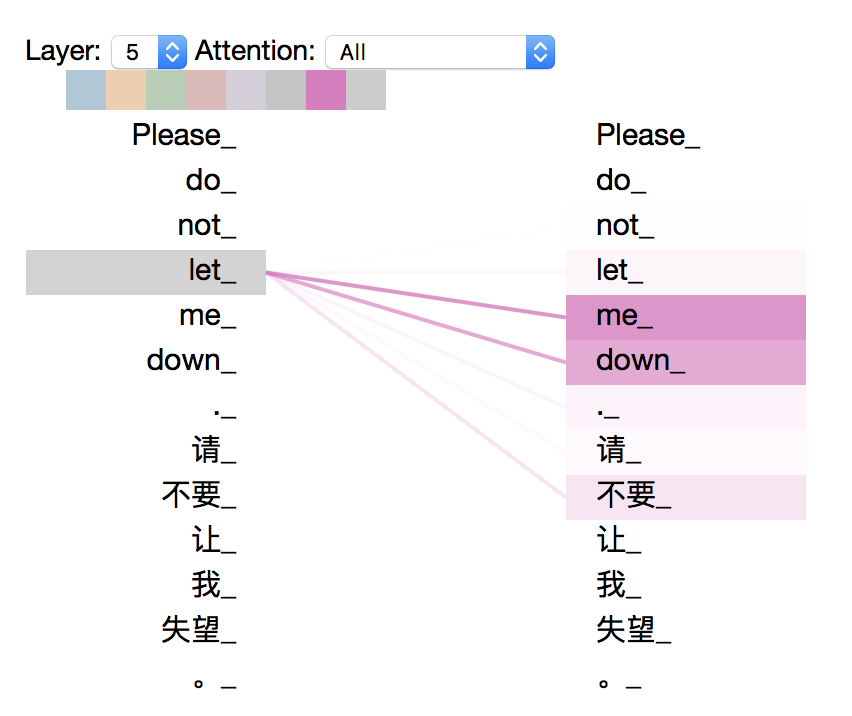 Layer: 5 Attention: All
Please_ Please_
do_ do_
not_ not_
let_ let_
me_ me_
down_ down_
._ ._
请_ 请_
不要_ 不要_
让_ 让_
我_ 我_
失望_ 失望_
。_ 。_